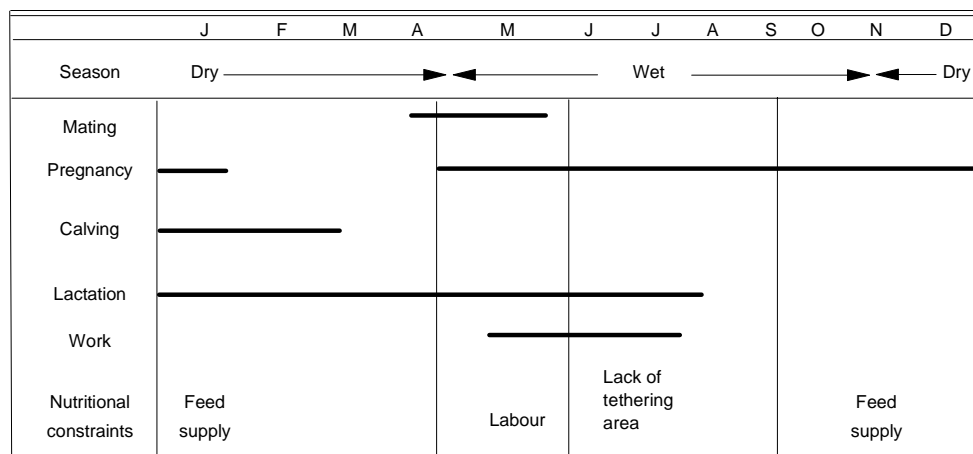 J F M A M J J A S O N D
Season Dry Wet Dry
Mating
Pregnancy
Calving
Lactation
Work
Nutritional constraints
Feed supply
Labour
Lack of tethering area
Feed supply